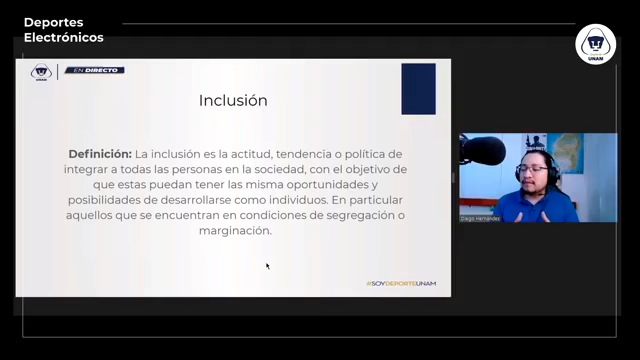 Deportes
Electrónicos
UNAM
EN DIRECTO
UNAM
Inclusión
Definición: La inclusión es la actitud, tendencia o política de
integrar a todas las personas en la sociedad, con el objetivo de
que estas puedan tener las misma oportunidades y
posibilidades de desarrollarse como individuos. En particular
aquellos que se encuentran en condiciones de segregación o
marginación.
Diego Hernández
#SOYDEPORTEUNAM